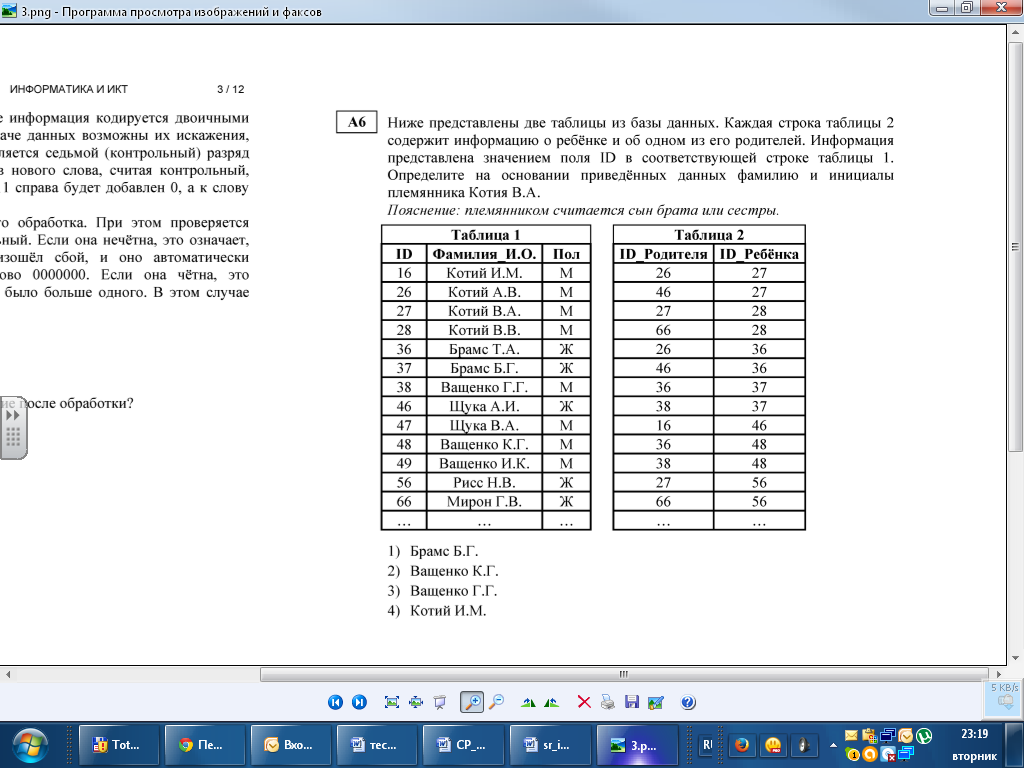 3.png - Программа просмотра изображений и факсов
ИНФОРМАТИКА И ИКТ 3 / 12
е информация кодируется двоичными
аче данных возможны их искажения,
ляется седьмой (контрольный) разряд
в нового слова, считая контрольный,
1 справа будет добавлен 0, а к слову
го обработка. При этом проверяется
ьный. Если она нечётна, это означает,
изошёл сбой, и оно автоматически
ово 0000000. Если она чётна, это
было больше одного. В этом случае
ие после обработки?
А6
Ниже представлены две таблицы из базы данных. Каждая строка таблицы 2
содержит информацию о ребёнке и об одном из его родителей. Информация
представлена значением поля ID в соответствующей строке таблицы 1.
Определите на основании приведённых данных фамилию и инициалы
племянника Котия В.А.
Пояснение: племянником считается сын брата или сестры.
Таблица 1
ID Фамилия_И.О. Пол
16 Котий И.М. М
26 Котий А.В. М
27 Котий В.А. М
28 Котий В.В. М
36 Брамс Т.А. Ж
37 Брамс Б.Г. Ж
38 Ващенко Г.Г. М
46 Щука А.И. Ж
47 Щука В.А. М
48 Ващенко К.Г. М
49 Ващенко И.К. М
56 Рисс Н.В. Ж
66 Мирон Г.В. Ж
... ... ...
Таблица 2
ID_Родителя ID_Ребёнка
26 27
46 27
27 28
66 28
26 36
46 36
36 37
38 37
16 46
36 48
38 48
27 56
66 56
... ...
1) Брамс Б.Г.
2) Ващенко К.Г.
3) Ващенко Г.Г.
4) Котий И.М.
5 KB/s
Tot...
Пе...
Вхо...
тес...
CP_...
sr_i...
3.p...
23:19
вторник